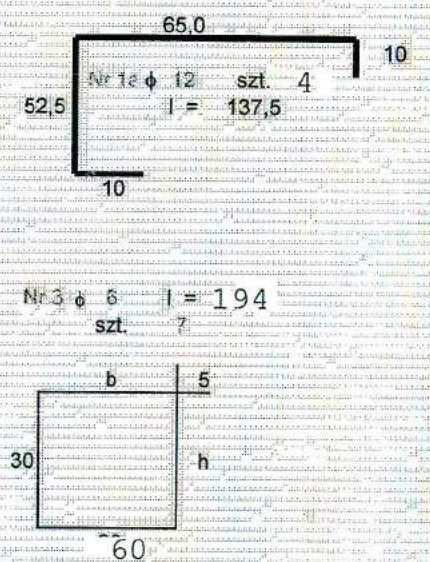 65,0
10
Nr 1a ϕ 12 szt. 4
52,5
l = 137,5
10
Nr 3 ϕ 6 l = 194
szt. 7
b 5
30 h
60